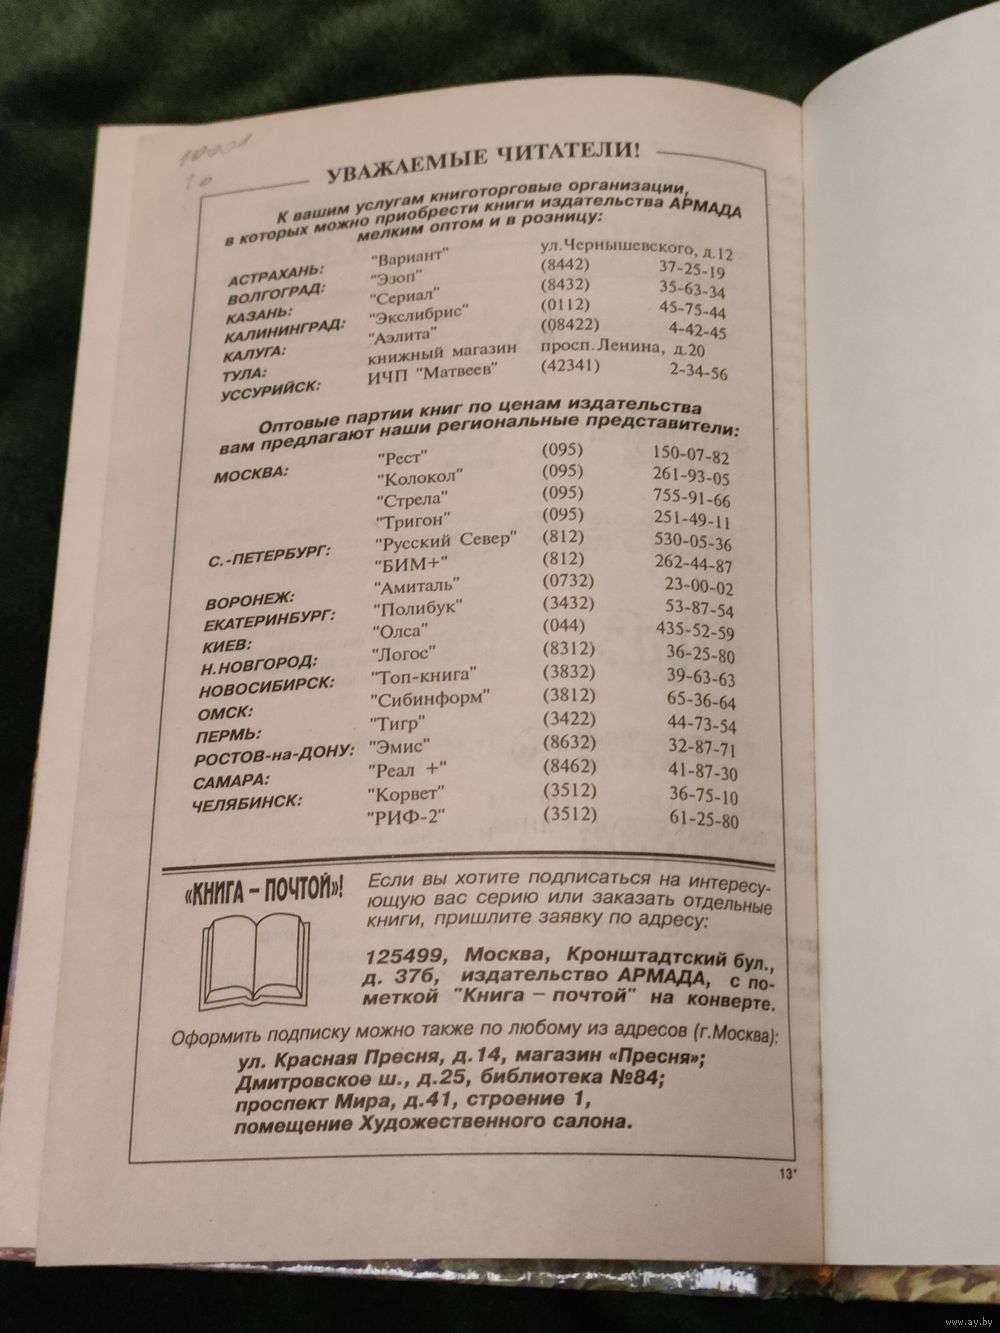 УВАЖАЕМЫЕ ЧИТАТЕЛИ!
К вашим услугам книготорговые организации,
в которых можно приобрести книги издательства АРМАДА
мелким оптом и в розницу:
АСТРАХАНЬ: "Вариант" ул.Чернышевского, д.12
ВОЛГОГРАД: "Эзоп" (8442) 37-25-19
КАЗАНЬ: "Сериал" (8432) 35-63-34
КАЛИНИНГРАД: "Экслибрис" (0112) 45-75-44
КАЛУГА: "Аэлита" (08422) 4-42-45
ТУЛА: книжный магазин просп.Ленина, д.20
УССУРИЙСК: ИЧП "Матвеев" (42341) 2-34-56
Оптовые партии книг по ценам издательства
вам предлагают наши региональные представители:
МОСКВА: "Рест" (095) 150-07-82
"Колокол" (095) 261-93-05
"Стрела" (095) 755-91-66
"Тригон" (095) 251-49-11
С.-ПЕТЕРБУРГ: "Русский Север" (812) 530-05-36
"БИМ+" (812) 262-44-87
ВОРОНЕЖ: "Амиталь" (0732) 23-00-02
ЕКАТЕРИНБУРГ: "Полибук" (3432) 53-87-54
КИЕВ: "Олса" (044) 435-52-59
Н.НОВГОРОД: "Логос" (8312) 36-25-80
НОВОСИБИРСК: "Топ-книга" (3832) 39-63-63
ОМСК: "Сибинформ" (3812) 65-36-64
ПЕРМЬ: "Тигр" (3422) 44-73-54
РОСТОВ-на-ДОНУ: "Эмис" (8632) 32-87-71
САМАРА: "Реал +" (8462) 41-87-30
ЧЕЛЯБИНСК: "Корвет" (3512) 36-75-10
"РИФ-2" (3512) 61-25-80
«КНИГА – ПОЧТОЙ»!
Если вы хотите подписаться на интересу-
ющую вас серию или заказать отдельные
книги, пришлите заявку по адресу:
125499, Москва, Кронштадтский бул.,
д. 37б, издательство АРМАДА, с по-
меткой "Книга – почтой" на конверте.
Оформить подписку можно также по любому из адресов (г.Москва):
ул. Красная Пресня, д.14, магазин «Пресня»;
Дмитровское ш., д.25, библиотека №84;
проспект Мира, д.41, строение 1,
помещение Художественного салона.
13*
www.ay.by